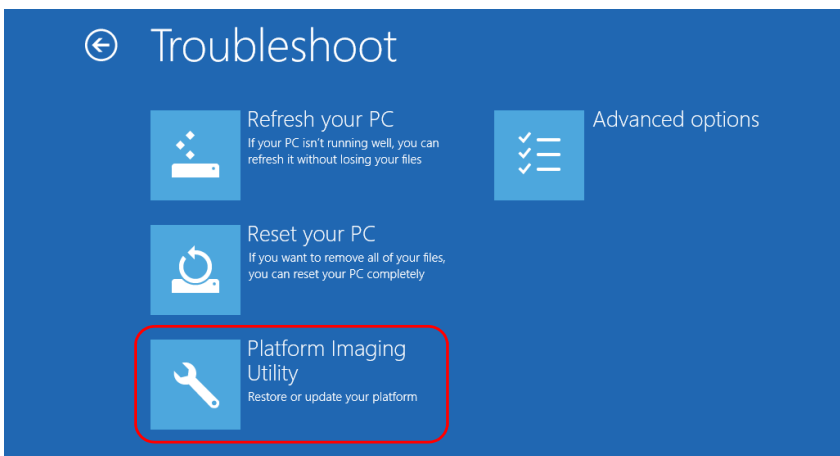 Troubleshoot
Refresh your PC
If your PC isn't running well, you can
refresh it without losing your files
Advanced options
Reset your PC
If you want to remove all of your files,
you can reset your PC completely
Platform Imaging
Utility
Restore or update your platform